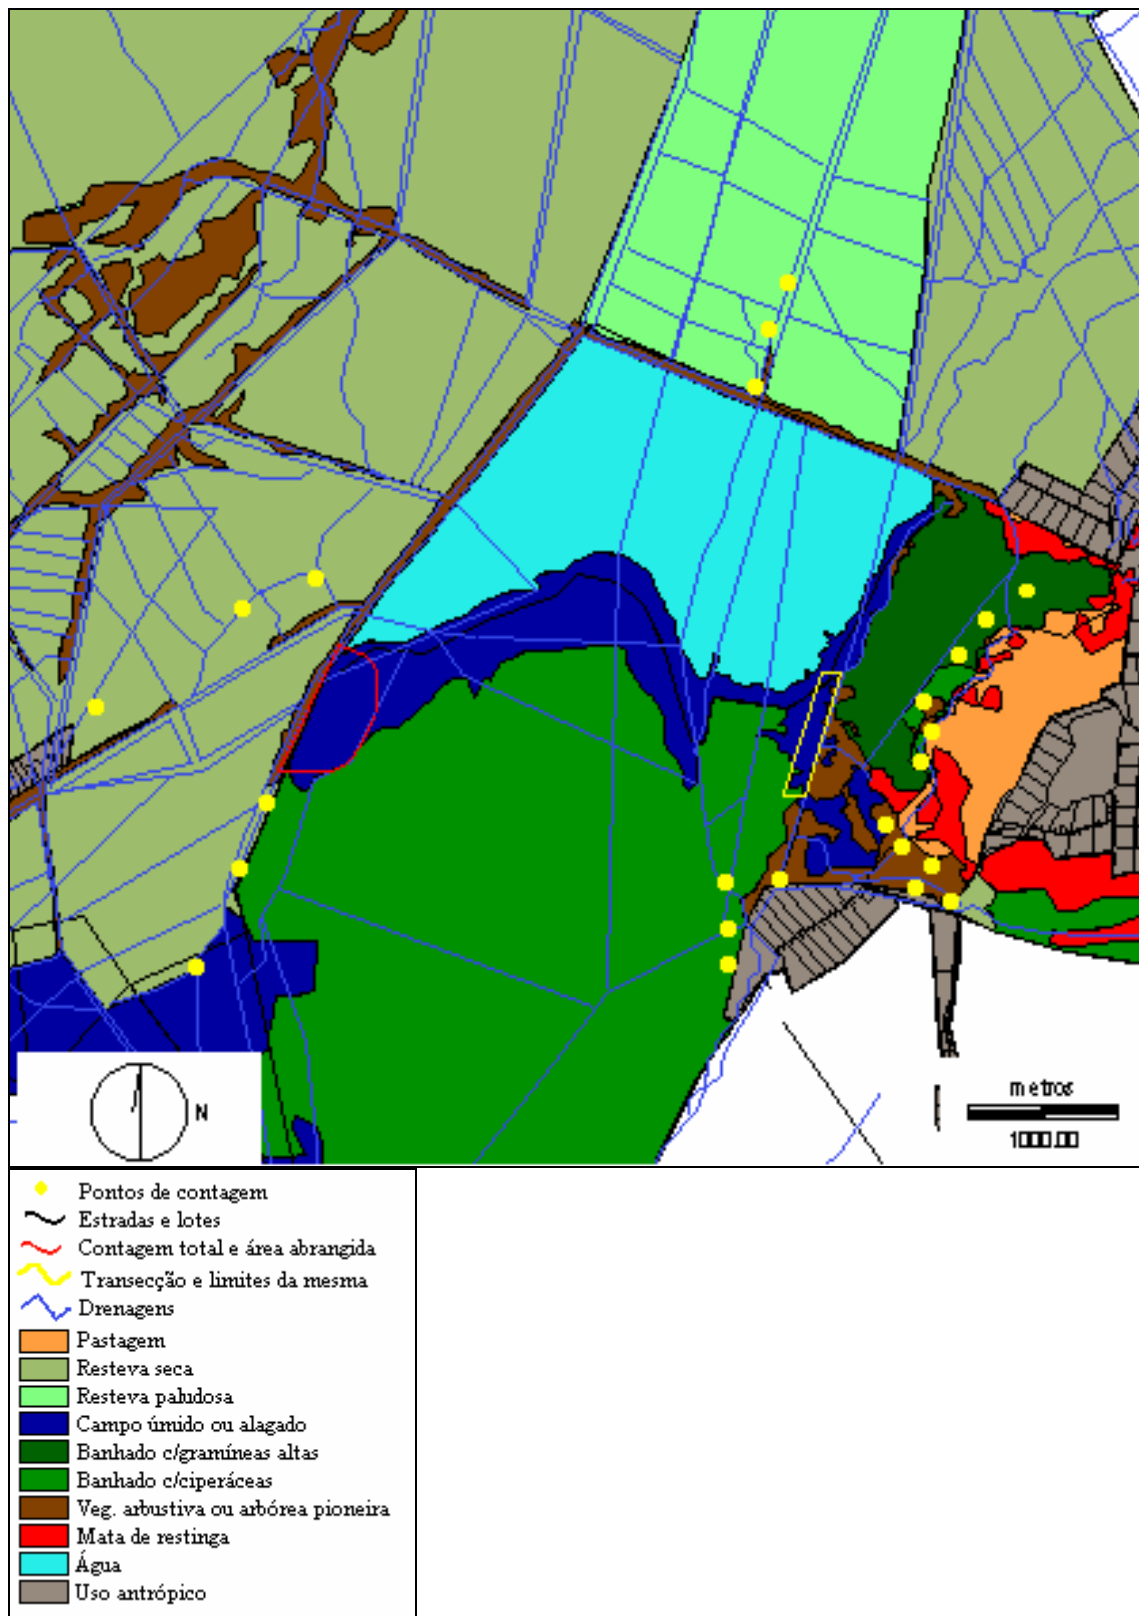 N
metros
1000.00
Pontos de contagem
Estradas e lotes
Contagem total e área abrangida
Transecção e limites da mesma
Drenagens
Pastagem
Resteva seca
Resteva paludosa
Campo úmido ou alagado
Banhado c/gramíneas altas
Banhado c/ciperáceas
Veg. arbustiva ou arbórea pioneira
Mata de restinga
Água
Uso antrópico